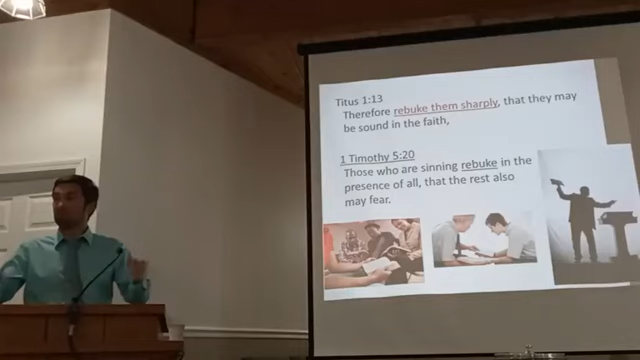 Titus 1:13
Therefore rebuke them sharply, that they may
be sound in the faith,
1 Timothy 5:20
Those who are sinning rebuke in the
presence of all, that the rest also
may fear.